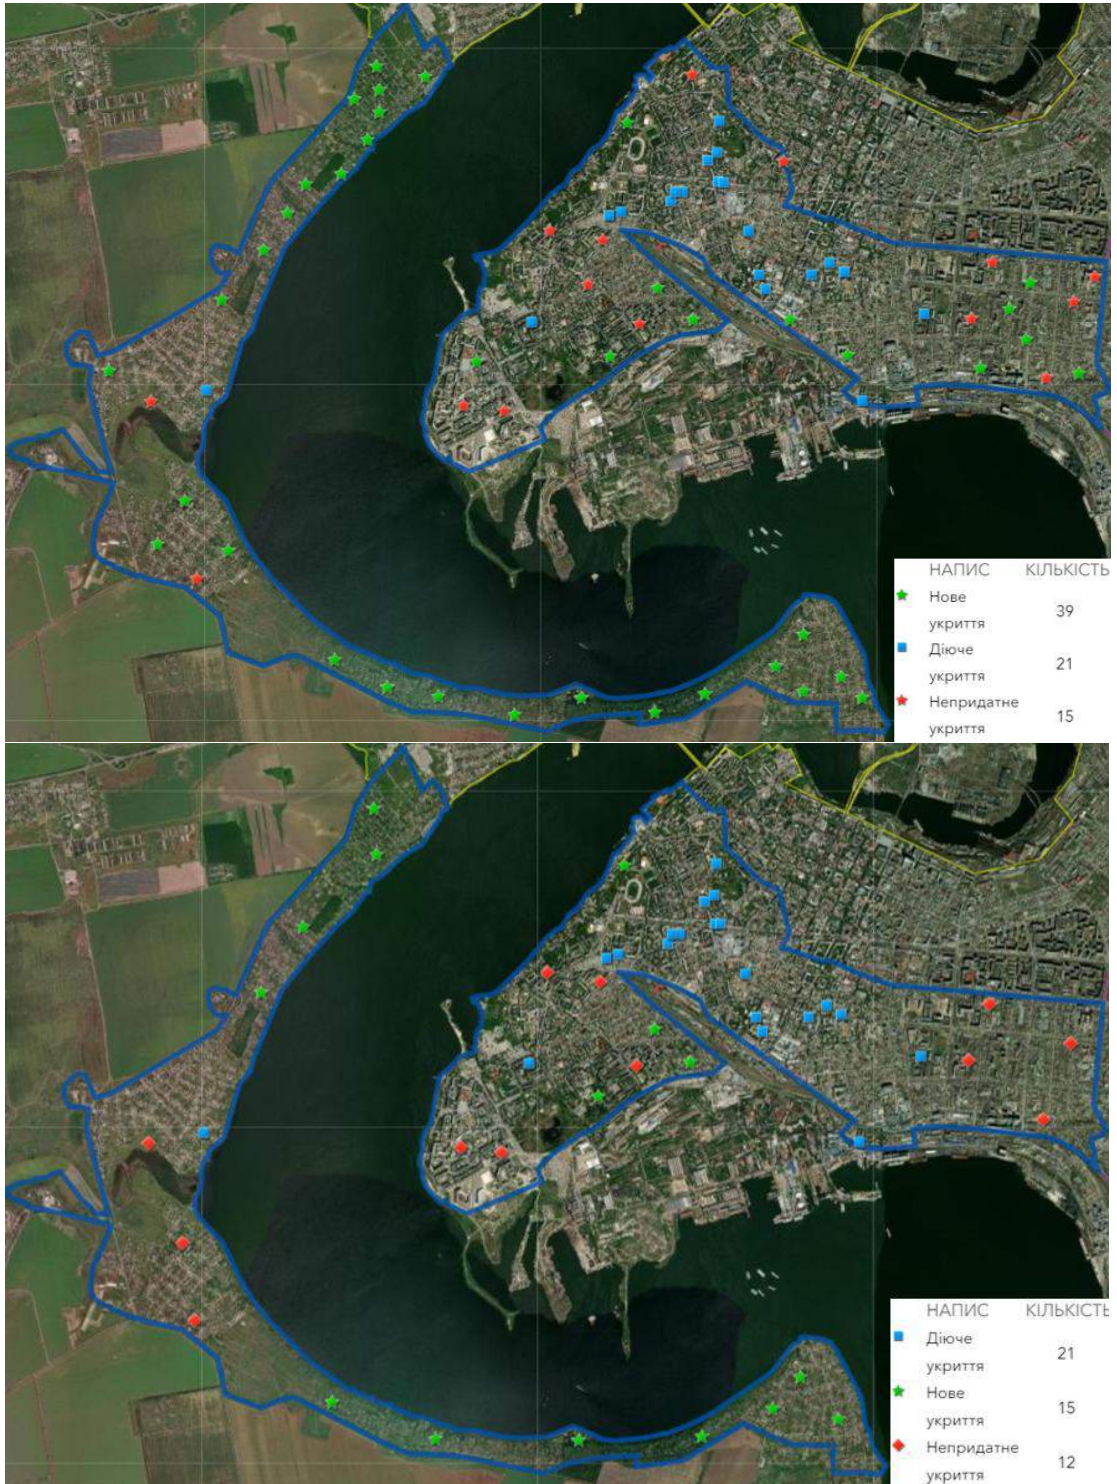 НАПИС КІЛЬКІСТЬ
Нове
укриття
39
Діюче
укриття
21
Непридатне
укриття
15
НАПИС КІЛЬКІСТЬ
Діюче
укриття
21
Нове
укриття
15
Непридатне
укриття
12